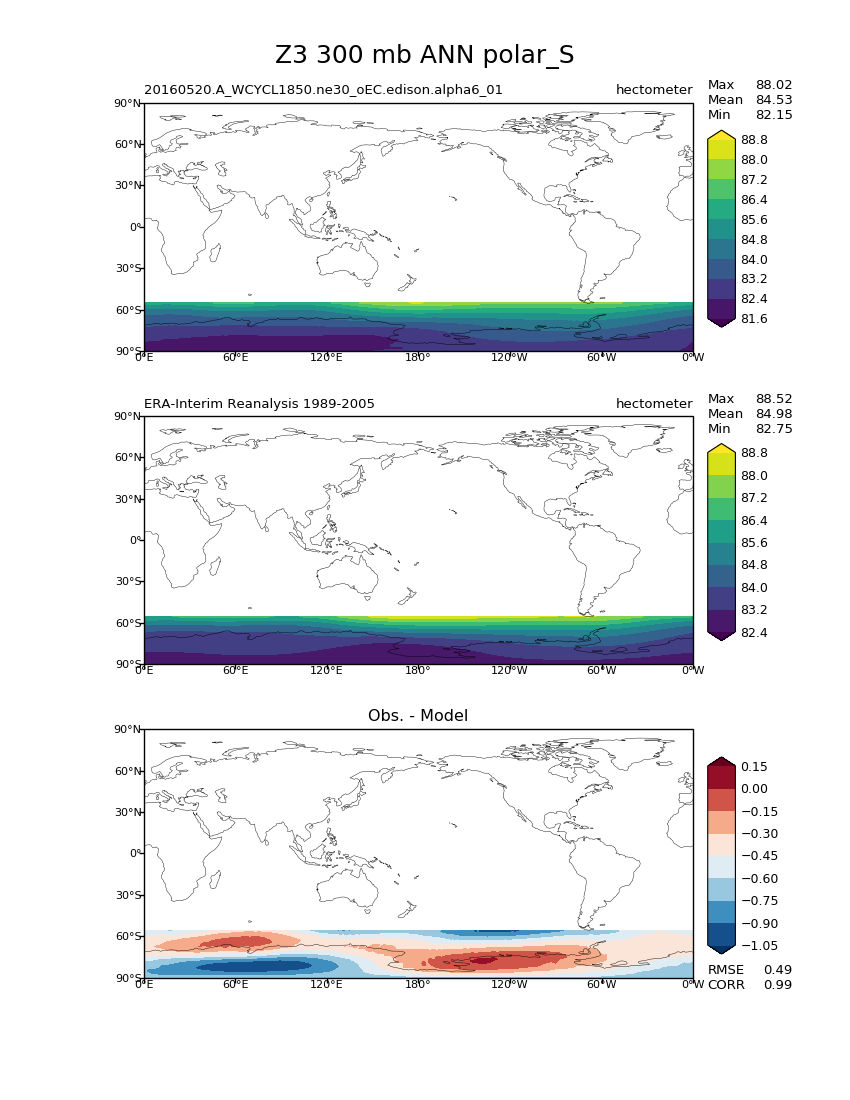 Z3 300 mb ANN polar_S
20160520.A_WCYCL1850.ne30_oEC.edison.alpha6_01 hectometer
Max 88.02
Mean 84.53
Min 82.15
90°N
60°N
30°N
0°
30°S
60°S
90°S
0°E 60°E 120°E 180° 120°W 60°W 0°W
88.8
88.0
87.2
86.4
85.6
84.8
84.0
83.2
82.4
81.6
ERA-Interim Reanalysis 1989-2005 hectometer
Max 88.52
Mean 84.98
Min 82.75
90°N
60°N
30°N
0°
30°S
60°S
90°S
0°E 60°E 120°E 180° 120°W 60°W 0°W
88.8
88.0
87.2
86.4
85.6
84.8
84.0
83.2
82.4
Obs. - Model
90°N
60°N
30°N
0°
30°S
60°S
90°S
0°E 60°E 120°E 180° 120°W 60°W 0°W
0.15
0.00
−0.15
−0.30
−0.45
−0.60
−0.75
−0.90
−1.05
RMSE 0.49
CORR 0.99